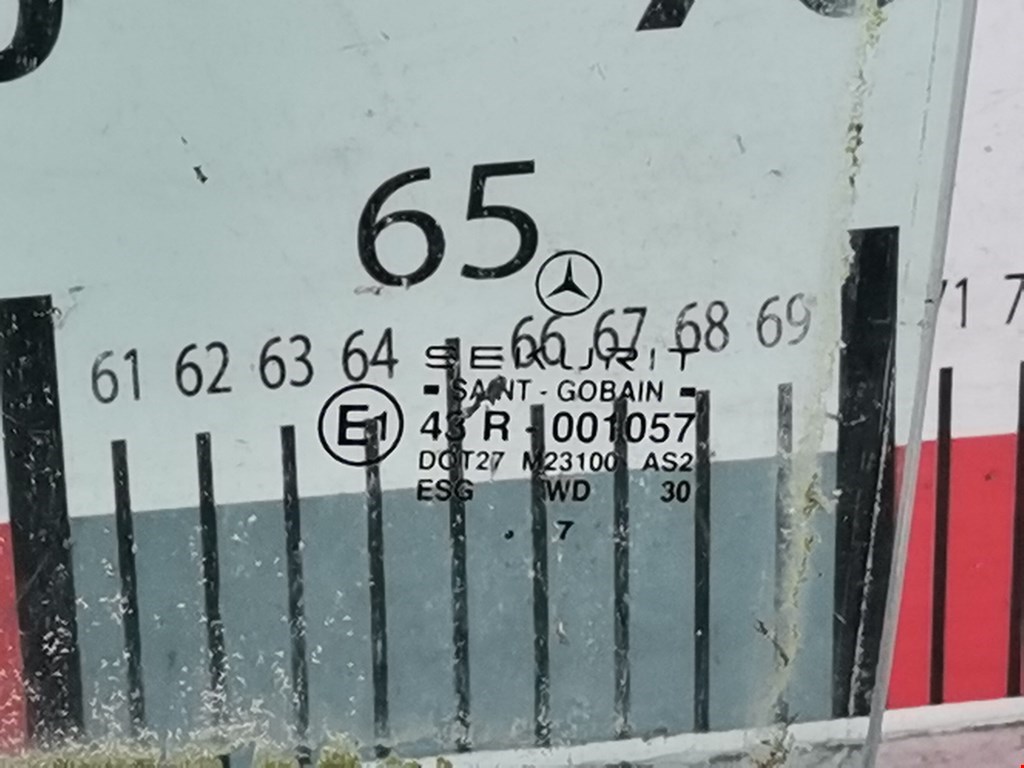 65
61 62 63 64 66 67 68 69 71
SEKURIT
SAINT - GOBAIN
E1 43 R - 001057
DOT27 M23100 AS2
ESG WD 30
. 7